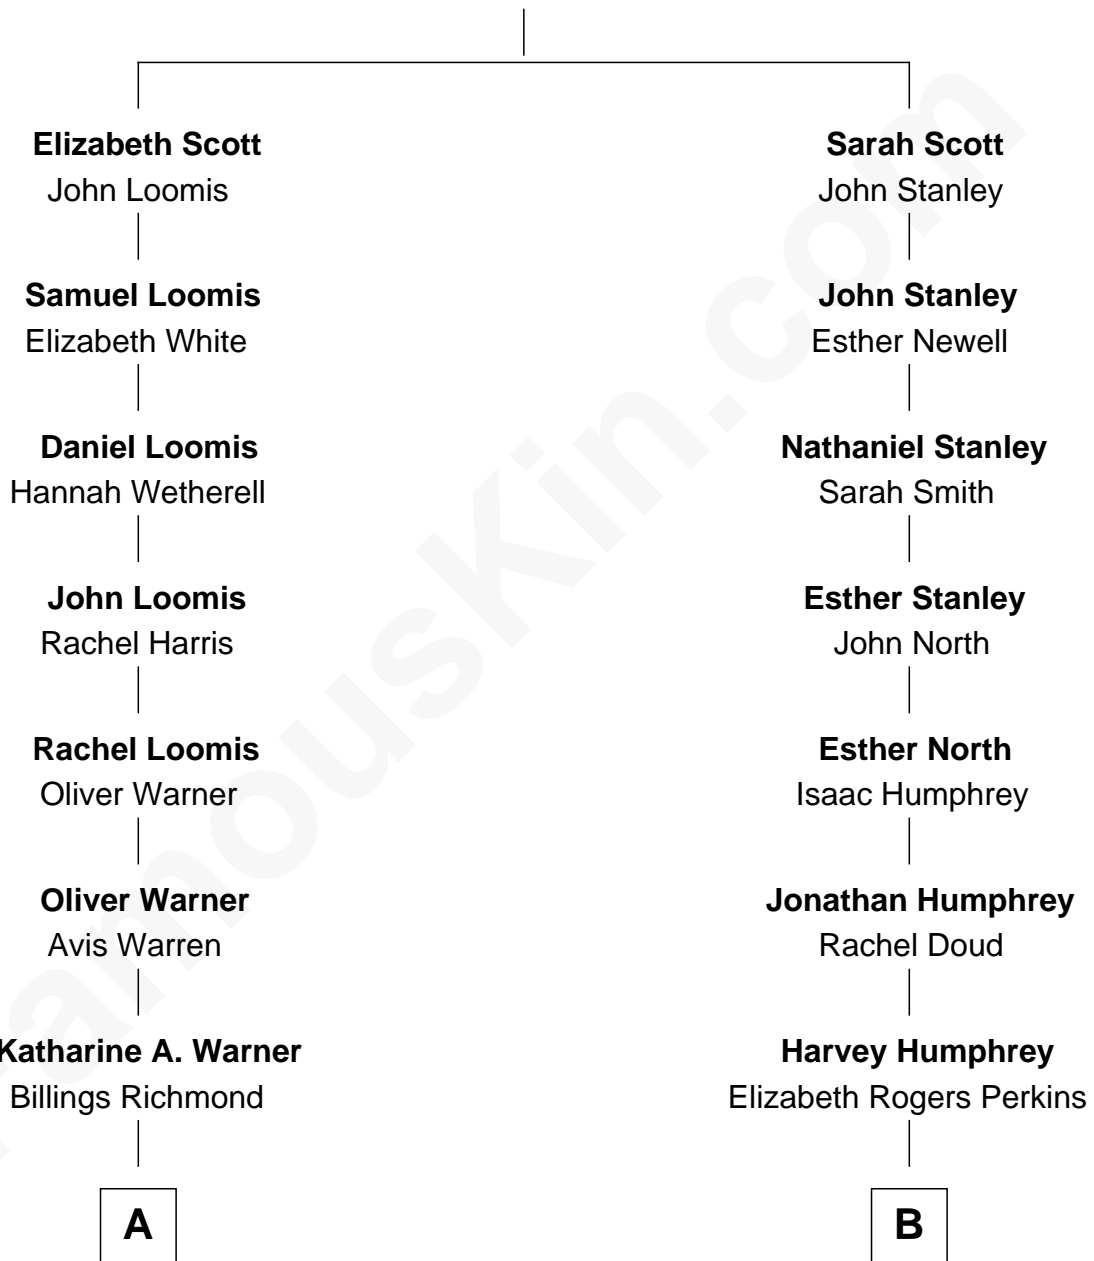 Elizabeth Scott
John Loomis
Sarah Scott
John Stanley
Samuel Loomis
Elizabeth White
John Stanley
Esther Newell
Daniel Loomis
Hannah Wetherell
Nathaniel Stanley
Sarah Smith
John Loomis
Rachel Harris
Esther Stanley
John North
Rachel Loomis
Oliver Warner
Esther North
Isaac Humphrey
Oliver Warner
Avis Warren
Jonathan Humphrey
Rachel Doud
Katharine A. Warner
Billings Richmond
Harvey Humphrey
Elizabeth Rogers Perkins
A
B
FamousKin.com